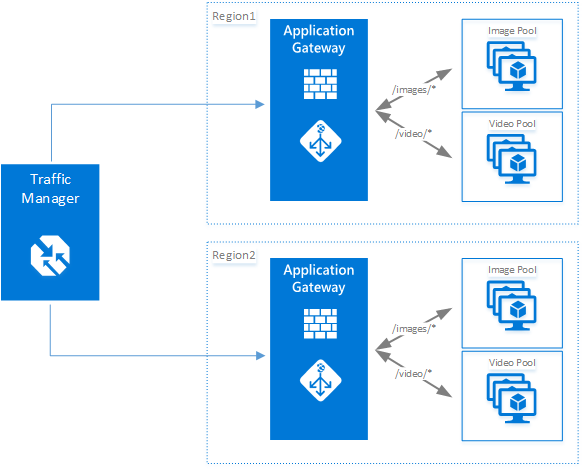 Region1
Application
Gateway
/images/*
/video/*
Image Pool
Video Pool
Traffic
Manager
Region2
Application
Gateway
/images/*
/video/*
Image Pool
Video Pool